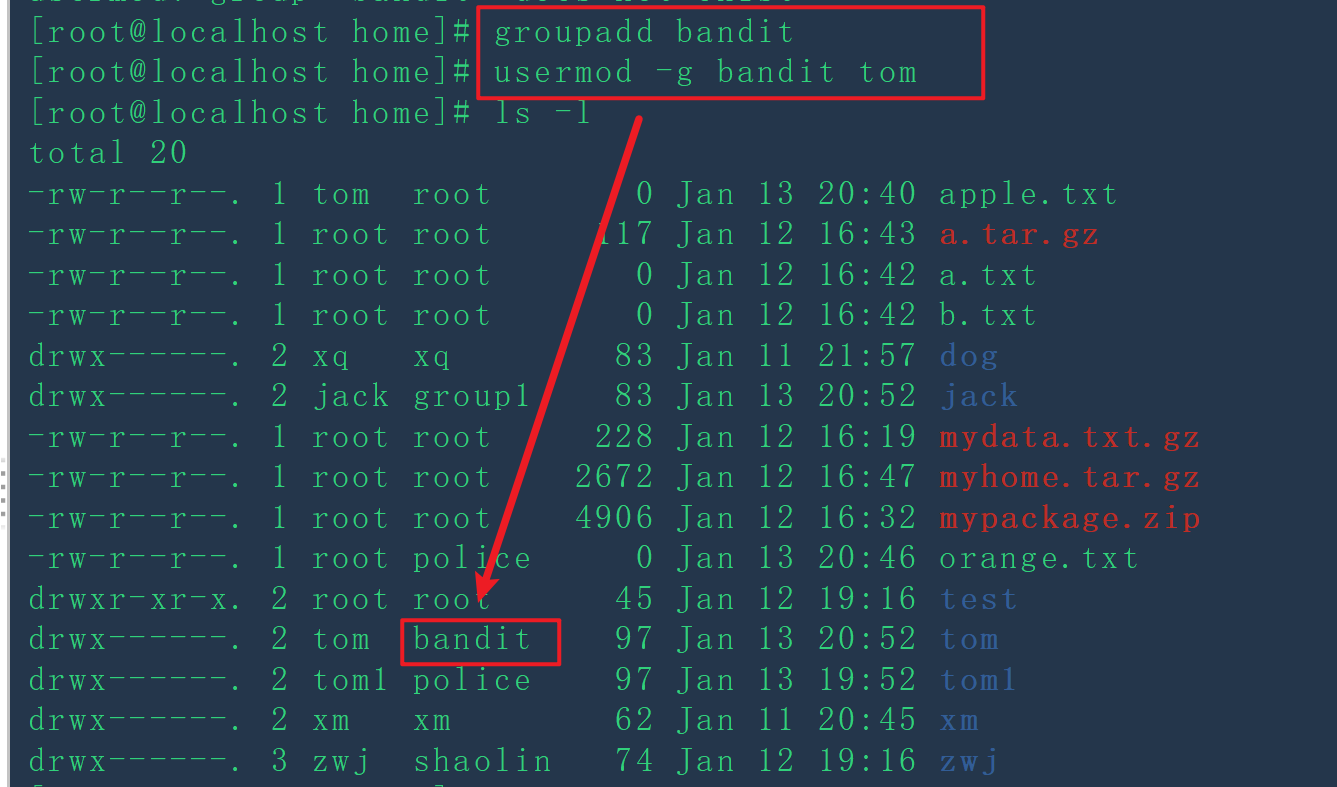 [root@localhost home]# groupadd bandit
[root@localhost home]# usermod -g bandit tom
[root@localhost home]# ls -l
total 20
-rw-r--r--. 1 tom  root       0 Jan 13 20:40 apple.txt
-rw-r--r--. 1 root root     117 Jan 12 16:43 a.tar.gz
-rw-r--r--. 1 root root       0 Jan 12 16:42 a.txt
-rw-r--r--. 1 root root       0 Jan 12 16:42 b.txt
drwx------. 2 xq   xq        83 Jan 11 21:57 dog
drwx------. 2 jack group1    83 Jan 13 20:52 jack
-rw-r--r--. 1 root root     228 Jan 12 16:19 mydata.txt.gz
-rw-r--r--. 1 root root    2672 Jan 12 16:47 myhome.tar.gz
-rw-r--r--. 1 root root    4906 Jan 12 16:32 mypackage.zip
-rw-r--r--. 1 root police     0 Jan 13 20:46 orange.txt
drwxr-xr-x. 2 root root      45 Jan 12 19:16 test
drwx------. 2 tom  bandit    97 Jan 13 20:52 tom
drwx------. 2 tom1 police    97 Jan 13 19:52 tom1
drwx------. 2 xm   xm        62 Jan 11 20:45 xm
drwx------. 3 zwj  shaolin   74 Jan 12 19:16 zwj